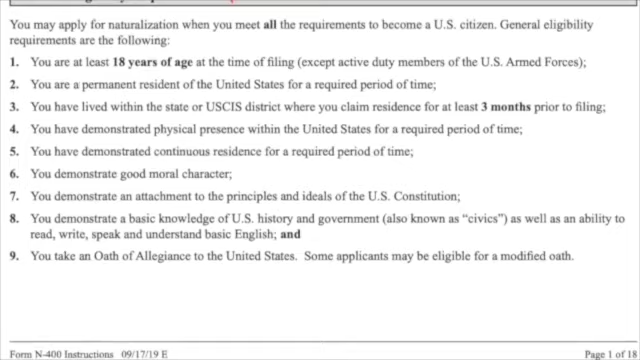 You may apply for naturalization when you meet all the requirements to become a U.S. citizen. General eligibility
requirements are the following:
1. You are at least 18 years of age at the time of filing (except active duty members of the U.S. Armed Forces);
2. You are a permanent resident of the United States for a required period of time;
3. You have lived within the state or USCIS district where you claim residence for at least 3 months prior to filing;
4. You have demonstrated physical presence within the United States for a required period of time;
5. You have demonstrated continuous residence for a required period of time;
6. You demonstrate good moral character;
7. You demonstrate an attachment to the principles and ideals of the U.S. Constitution;
8. You demonstrate a basic knowledge of U.S. history and government (also known as “civics”) as well as an ability to
read, write, speak and understand basic English; and
9. You take an Oath of Allegiance to the United States. Some applicants may be eligible for a modified oath.
Form N-400 Instructions 09/17/19 E
Page 1 of 18